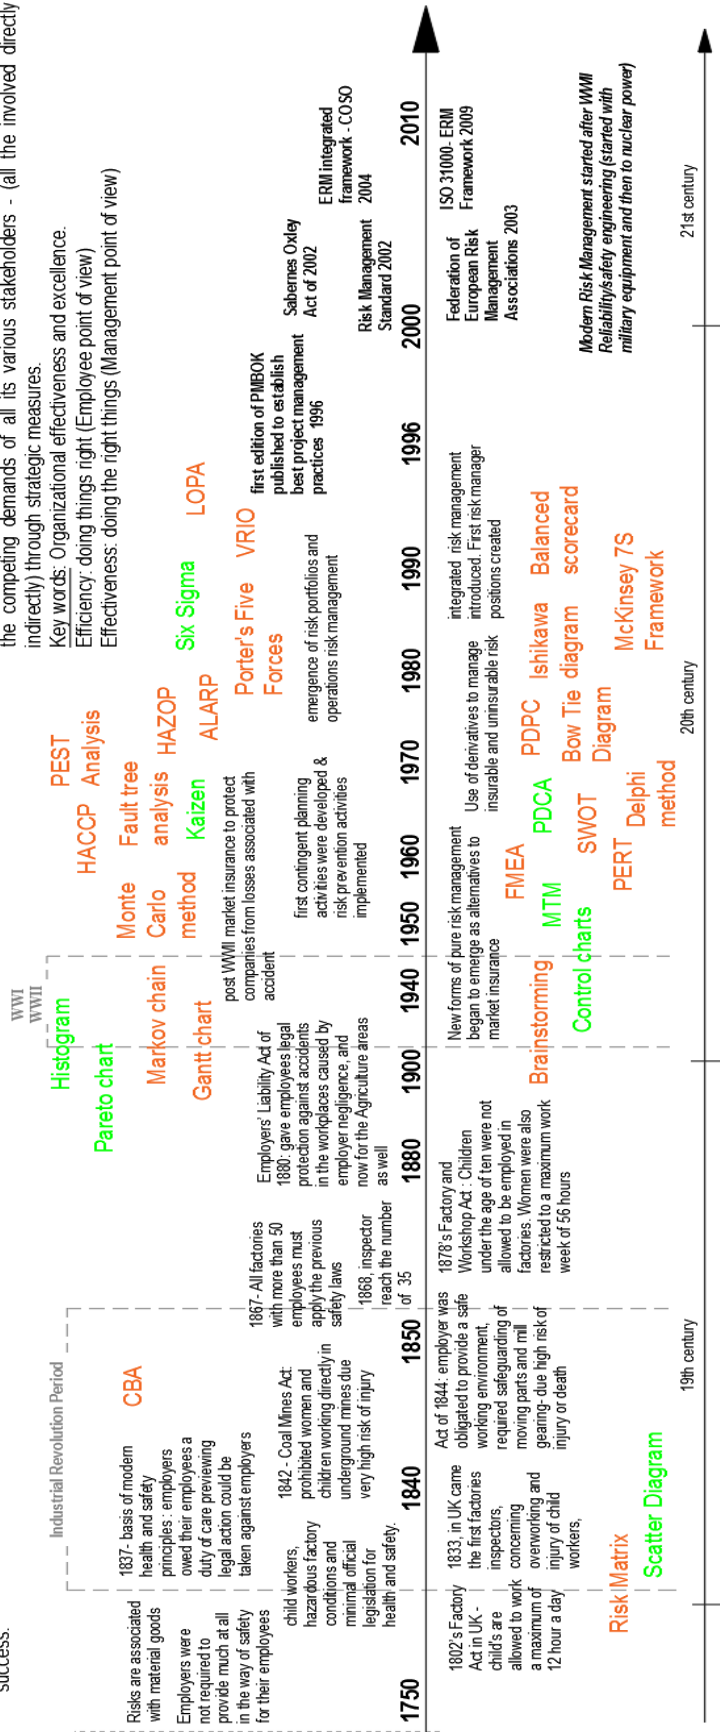 the competing demands of all its various stakeholders - (all the involved directly
indirectly) through strategic measures.
Key words: Organizational effectiveness and excellence.
Efficiency: doing things right (Employee point of view)
Effectiveness: doing the right things (Management point of view)
success.
Industrial Revolution Period
WWI
WWII
Histogram
Pareto chart
Markov chain
Gantt chart
CBA
PEST
Analysis
HACCP
Fault tree
analysis
HAZOP
Kaizen
ALARP
Monte
Carlo
method
Six Sigma
LOPA
Porter's Five
Forces
VRIO
Risks are associated
with material goods
Employers were
not required to
provide much at all
in the way of safety
for their employees
child workers,
hazardous factory
conditions and
minimal official
legislation for
health and safety.
1837- basis of modern
health and safety
principles : employers
owed their employees a
duty of care previewing
legal action could be
taken against employers
1842 - Coal Mines Act:
prohibited women and
children working directly in
underground mines due
very high risk of injury
1867- All factories
with more than 50
employees must
apply the previous
safety laws
1868, inspector
reach the number
of 35
Employers' Liability Act of
1880: gave employees legal
protection against accidents
in the workplaces caused by
employer negligence, and
now for the Agriculture areas
as well
post WWII market insurance to protect
companies from losses associated with
accident
first contingent planning
activities were developed &
risk prevention activities
implemented
emergence of risk portfolios and
operations risk management
first edition of PMBOK
published to establish
best project management
practices 1996
Sabernes Oxley
Act of 2002
Risk Management
Standard 2002
ERM integrated
framework - COSO
2004
1750
1840
1850
1880
1900
1940
1950
1960
1970
1980
1990
1996
2000
2010
1802's Factory
Act in UK -
child's are
allowed to work
a maximum of
12 hour a day
1833, in UK came
the first factories
inspectors,
concerning
overworking and
injury of child
workers,
Act of 1844: employer was
obligated to provide a safe
working environment,
required safeguarding of
moving parts and mill
gearing- due high risk of
injury or death
1878's Factory and
Workshop Act : Children
under the age of ten were not
allowed to be employed in
factories. Women were also
restricted to a maximum work
week of 56 hours
New forms of pure risk management
began to emerge as alternatives to
market insurance
Use of derivatives to manage
insurable and uninsurable risk
integrated risk management
introduced. First risk manager
positions created
Federation of
European Risk
Management
Associations 2003
ISO 31000- ERM
Framework 2009
Risk Matrix
Scatter Diagram
Brainstorming
Control charts
FMEA
MTM
PDCA
SWOT
PERT
Delphi
method
PDPC
Bow Tie
Diagram
Ishikawa
diagram
Balanced
scorecard
McKinsey 7S
Framework
Modern Risk Management started after WWII
Reliability/safety engineering (started with
military equipment and then to nuclear power)
19th century
20th century
21st century